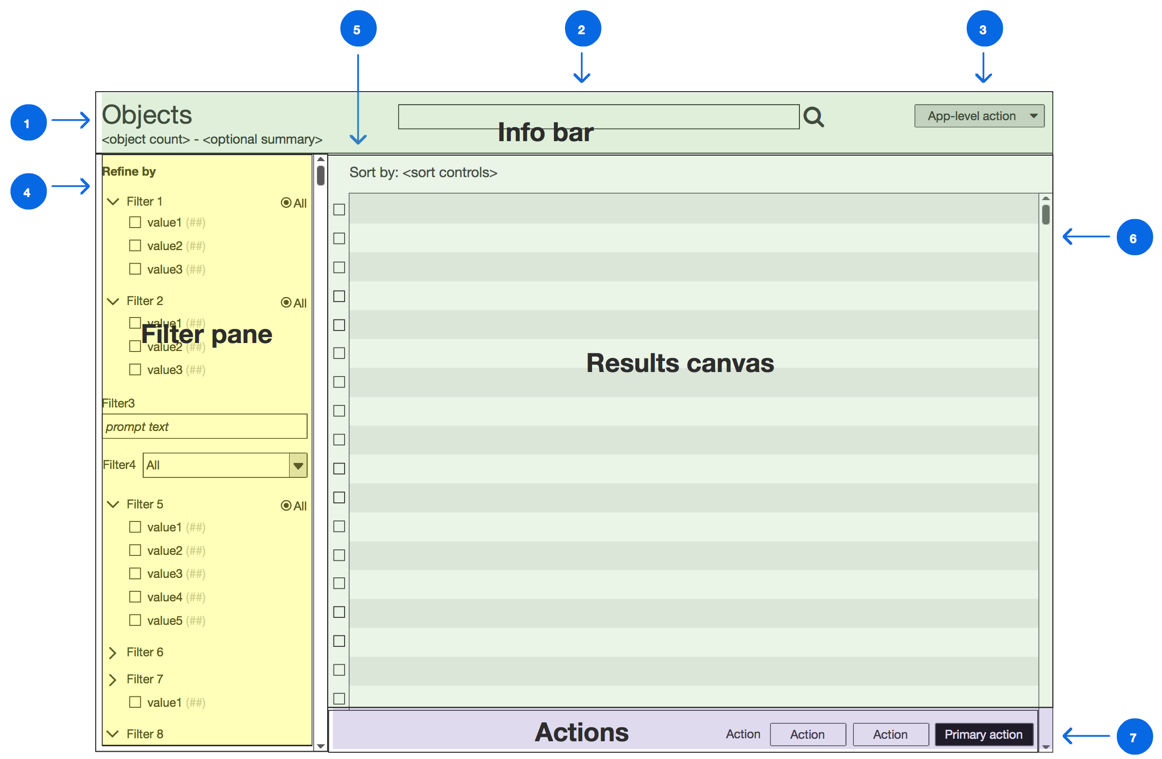 5
2
3
1
Objects
<object count> - <optional summary>
Info bar
App-level action
4
Refine by
Filter 1
All
value1 (##)
value2 (##)
value3 (##)
Filter 2
All
value1 (##)
value2 (##)
value3 (##)
Filter pane
Filter3
prompt text
Filter4
All
Filter 5
All
value1 (##)
value2 (##)
value3 (##)
value4 (##)
value5 (##)
Filter 6
Filter 7
value1 (##)
Filter 8
Sort by: <sort controls>
6
Results canvas
Actions
Action
Action
Action
Primary action
7